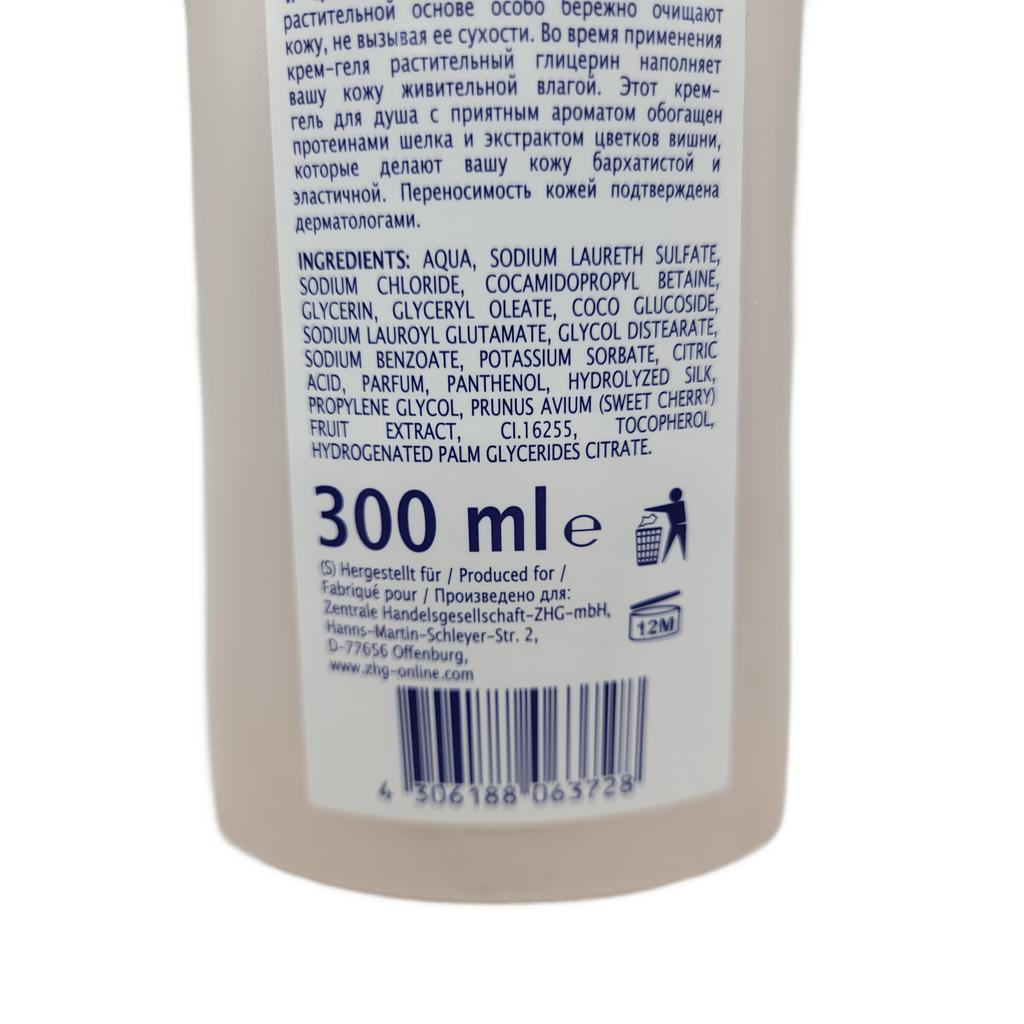 растительной основе особо бережно очищают
кожу, не вызывая ее сухости. Во время применения
крем-геля растительный глицерин наполняет
вашу кожу живительной влагой. Этот крем-
гель для душа с приятным ароматом обогащен
протеинами шелка и экстрактом цветков вишни,
которые делают вашу кожу бархатистой и
эластичной. Переносимость кожей подтверждена
дерматологами.
INGREDIENTS: AQUA, SODIUM LAURETH SULFATE,
SODIUM CHLORIDE, COCAMIDOPROPYL BETAINE,
GLYCERIN, GLYCERYL OLEATE, COCO GLUCOSIDE,
SODIUM LAUROYL GLUTAMATE, GLYCOL DISTEARATE,
SODIUM BENZOATE, POTASSIUM SORBATE, CITRIC
ACID, PARFUM, PANTHENOL, HYDROLYZED SILK,
PROPYLENE GLYCOL, PRUNUS AVIUM (SWEET CHERRY)
FRUIT EXTRACT, CI.16255, TOCOPHEROL,
HYDROGENATED PALM GLYCERIDES CITRATE.
300 ml e
(S) Hergestellt für / Produced for /
Fabriqué pour / Произведено для:
Zentrale Handelsgesellschaft-ZHG-mbH,
Hanns-Martin-Schleyer-Str. 2,
D-77656 Offenburg,
www.zhg-online.com
12M
4 306188 063728